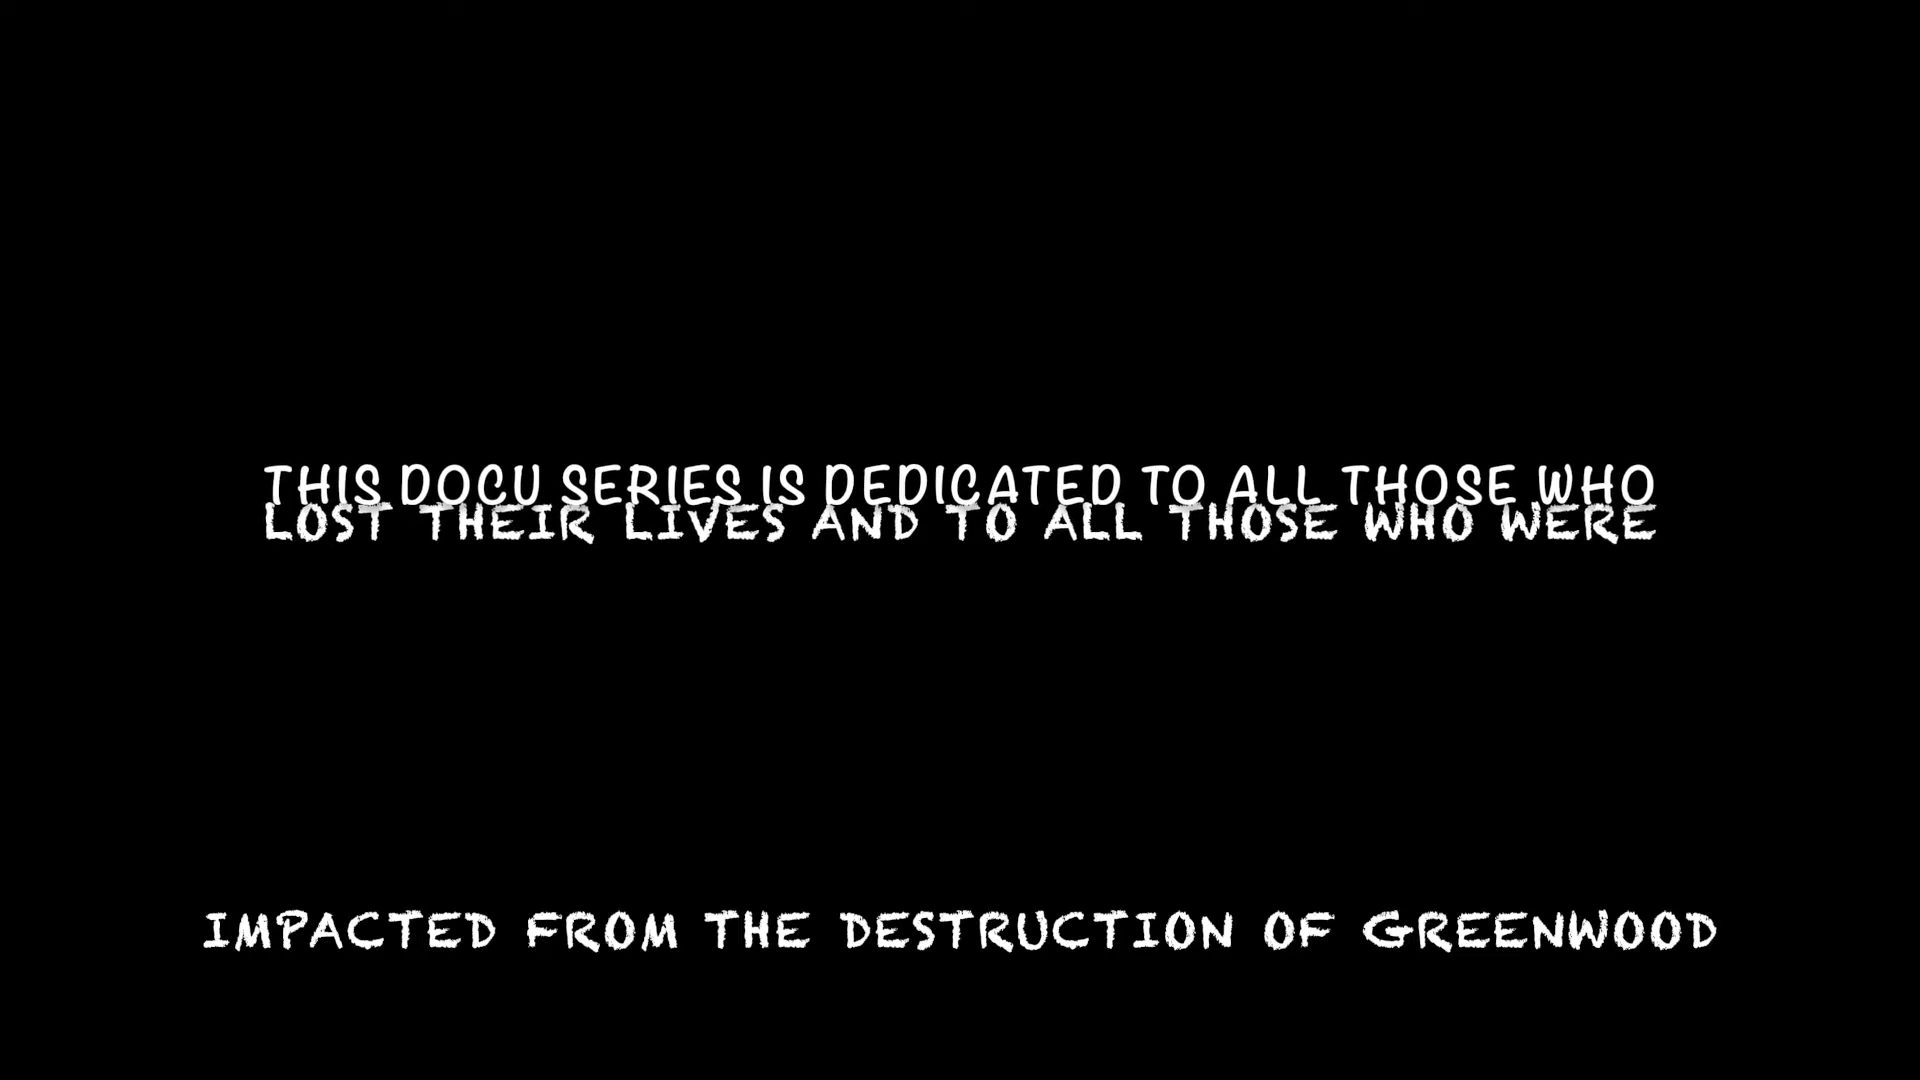 THIS DOCU SERIES IS DEDICATED TO ALL THOSE WHO
LOST THEIR LIVES AND TO ALL THOSE WHO WERE
IMPACTED FROM THE DESTRUCTION OF GREENWOOD